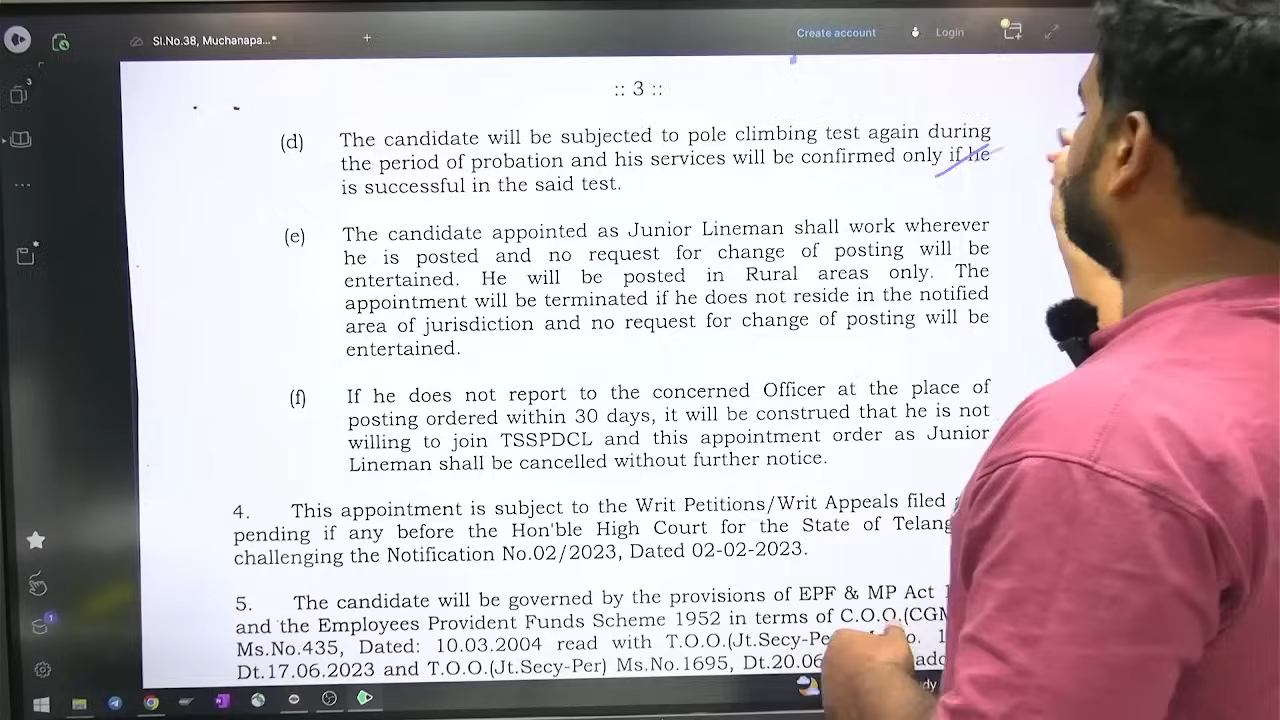 Sl.No.38, Muchanapa...*
+
Create account
Login
3
:: 3 ::
(d) The candidate will be subjected to pole climbing test again during
the period of probation and his services will be confirmed only if he
is successful in the said test.
(e) The candidate appointed as Junior Lineman shall work wherever
he is posted and no request for change of posting will be
entertained. He will be posted in Rural areas only. The
appointment will be terminated if he does not reside in the notified
area of jurisdiction and no request for change of posting will be
entertained.
(f) If he does not report to the concerned Officer at the place of
posting ordered within 30 days, it will be construed that he is not
willing to join TSSPDCL and this appointment order as Junior
Lineman shall be cancelled without further notice.
4. This appointment is subject to the Writ Petitions/Writ Appeals filed
pending if any before the Hon'ble High Court for the State of Telang
challenging the Notification No.02/2023, Dated 02-02-2023.
5. The candidate will be governed by the provisions of EPF & MP Act
and the Employees Provident Funds Scheme 1952 in terms of C.O.O.(CGM
Ms.No.435, Dated: 10.03.2004 read with T.O.O.(Jt.Secy-Pe
Dt.17.06.2023 and T.O.O.(Jt.Secy-Per) Ms.No.1695, Dt.20.06
1